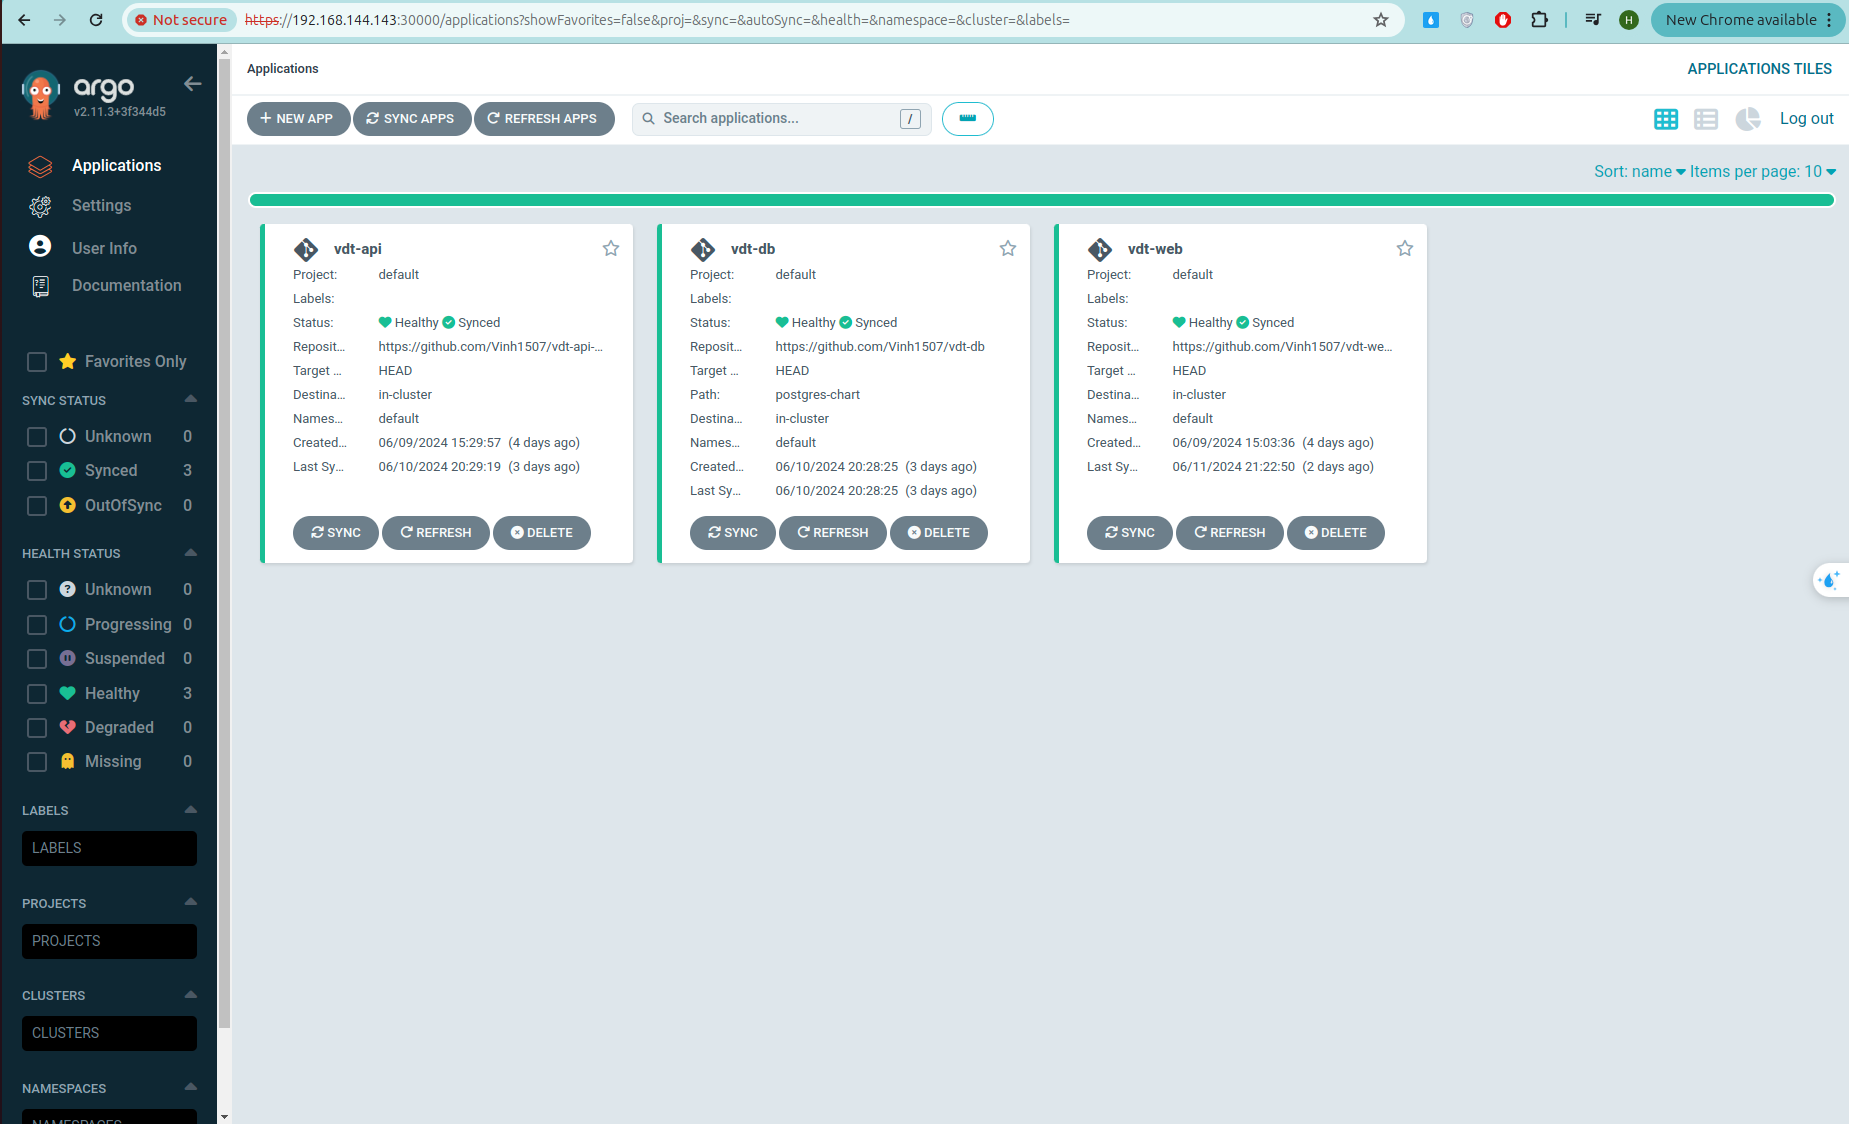 Not secure https://192.168.144.143:30000/applications?showFavorites=false&proj=&sync=&autoSync=&health=&namespace=&cluster=&labels= H New Chrome available
argo
v2.11.3+3f344d5
Applications
Settings
User Info
Documentation
Favorites Only
SYNC STATUS
Unknown 0
Synced 3
OutOfSync 0
HEALTH STATUS
Unknown 0
Progressing 0
Suspended 0
Healthy 3
Degraded 0
Missing 0
LABELS
LABELS
PROJECTS
PROJECTS
CLUSTERS
CLUSTERS
NAMESPACES
NAMESPACES
Applications APPLICATIONS TILES
+ NEW APP SYNC APPS REFRESH APPS Search applications... / Log out
Sort: name Items per page: 10
vdt-api
Project: default
Labels:
Status: Healthy Synced
Reposit... https://github.com/Vinh1507/vdt-api-...
Target ... HEAD
Destina... in-cluster
Names... default
Created... 06/09/2024 15:29:57 (4 days ago)
Last Sy... 06/10/2024 20:29:19 (3 days ago)
SYNC REFRESH DELETE
vdt-db
Project: default
Labels:
Status: Healthy Synced
Reposit... https://github.com/Vinh1507/vdt-db
Target ... HEAD
Path: postgres-chart
Destina... in-cluster
Names... default
Created... 06/10/2024 20:28:25 (3 days ago)
Last Sy... 06/10/2024 20:28:25 (3 days ago)
SYNC REFRESH DELETE
vdt-web
Project: default
Labels:
Status: Healthy Synced
Reposit... https://github.com/Vinh1507/vdt-we...
Target ... HEAD
Destina... in-cluster
Names... default
Created... 06/09/2024 15:03:36 (4 days ago)
Last Sy... 06/11/2024 21:22:50 (2 days ago)
SYNC REFRESH DELETE